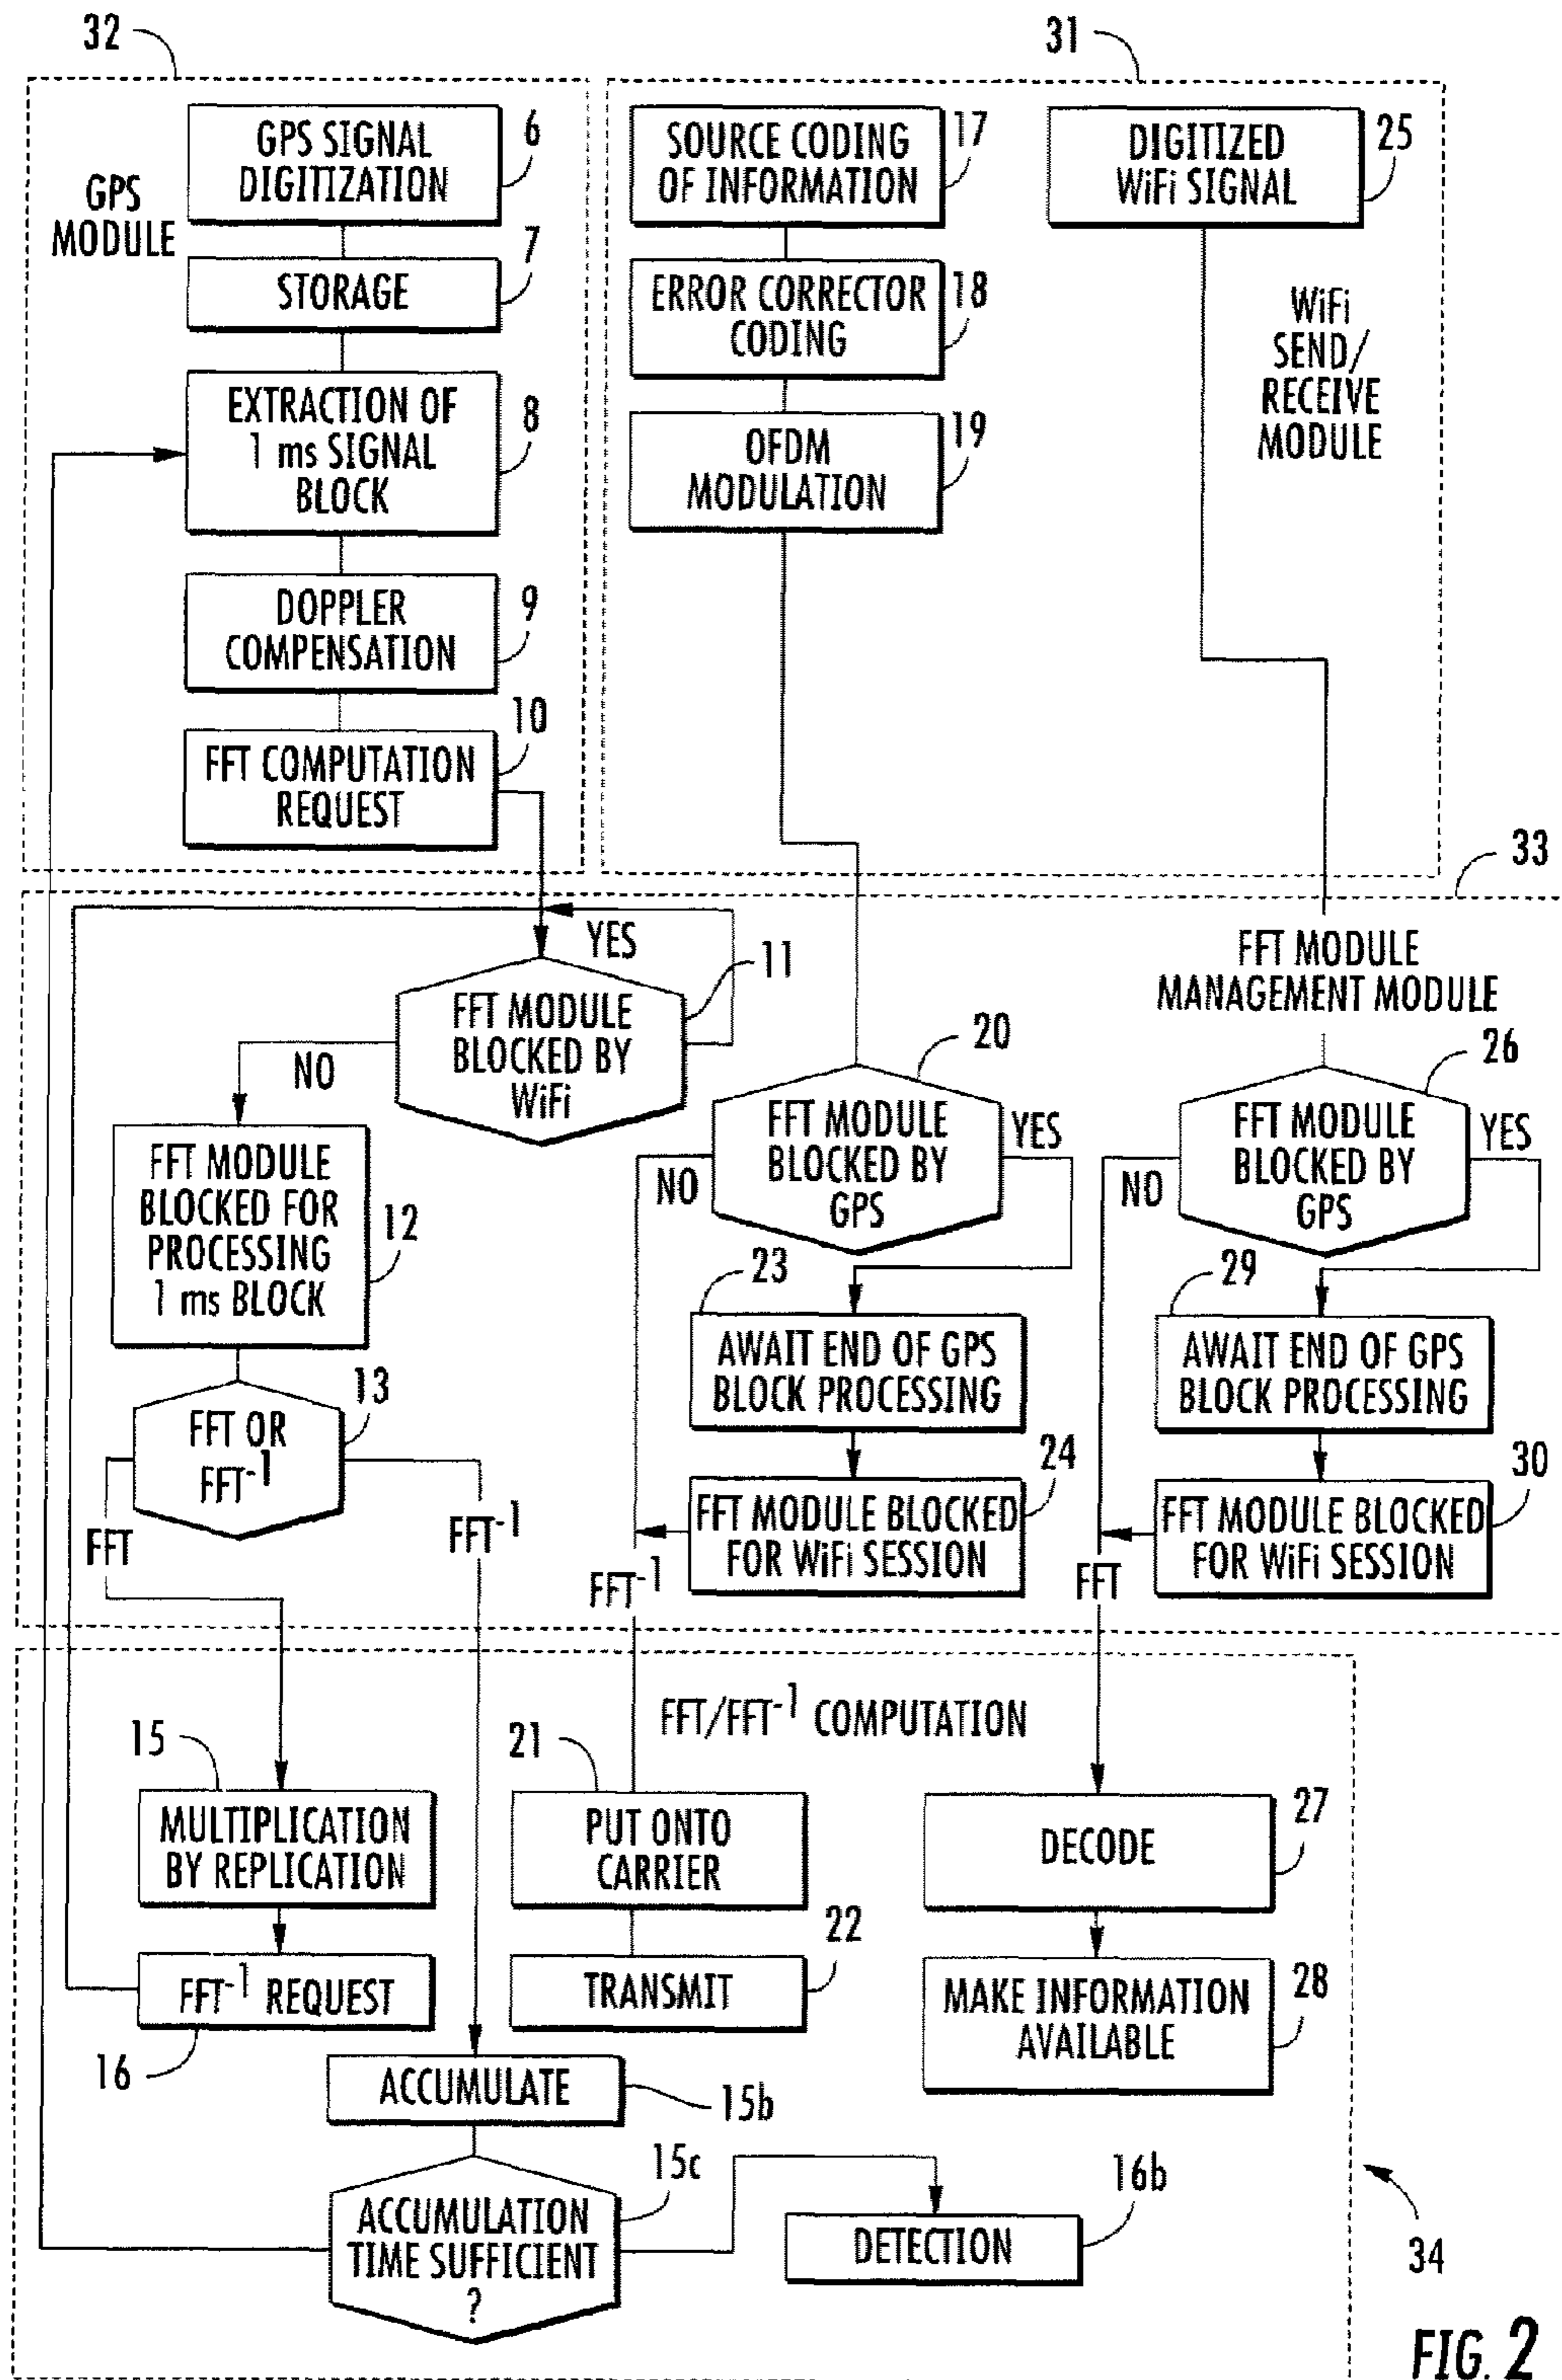 32
31
GPS SIGNAL
DIGITIZATION
6
GPS
MODULE
STORAGE
7
EXTRACTION OF
1 ms SIGNAL
BLOCK
8
DOPPLER
COMPENSATION
9
FFT COMPUTATION
REQUEST
10
SOURCE CODING
OF INFORMATION
17
ERROR CORRECTOR
CODING
18
OFDM
MODULATION
19
DIGITIZED
WiFi SIGNAL
25
WiFi
SEND/
RECEIVE
MODULE
33
YES
FFT MODULE
BLOCKED BY
WiFi
11
NO
FFT MODULE
BLOCKED FOR
PROCESSING
1 ms BLOCK
12
FFT OR
FFT-1
13
FFT
FFT-1
20
FFT MODULE
BLOCKED BY
GPS
YES
NO
23
AWAIT END OF GPS
BLOCK PROCESSING
24
FFT MODULE BLOCKED
FOR WiFi SESSION
FFT-1
FFT MODULE
MANAGEMENT MODULE
26
FFT MODULE
BLOCKED BY
GPS
YES
NO
29
AWAIT END OF GPS
BLOCK PROCESSING
30
FFT MODULE BLOCKED
FOR WiFi SESSION
FFT
FFT/FFT-1 COMPUTATION
15
MULTIPLICATION
BY REPLICATION
FFT-1 REQUEST
16
21
PUT ONTO
CARRIER
22
TRANSMIT
DECODE
27
MAKE INFORMATION
AVAILABLE
28
ACCUMULATE
15b
15c
ACCUMULATION
TIME SUFFICIENT
?
16b
DETECTION
34
FIG. 2